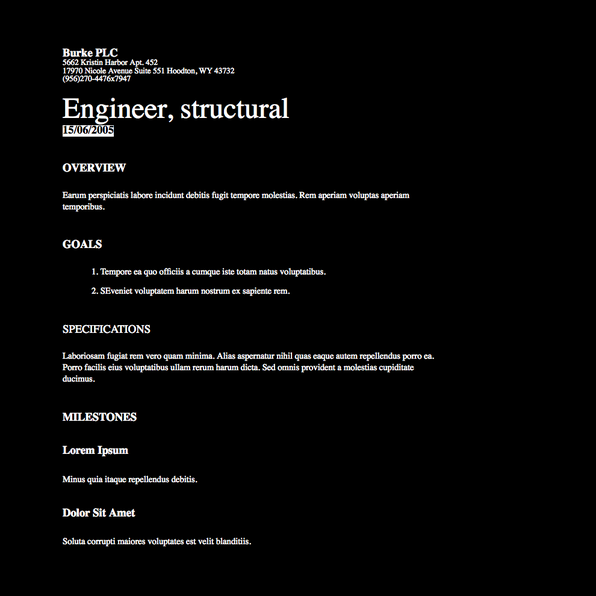 Burke PLC
5662 Kristin Harbor Apt. 452
17970 Nicole Avenue Suite 551 Hoodton, WY 43732
(956)270-4476x7947
Engineer, structural
15/06/2005
OVERVIEW
Earum perspiciatis labore incidunt debitis fugit tempore molestias. Rem aperiam voluptas aperiam
temporibus.
GOALS
1. Tempore ea quo officiis a cumque iste totam natus voluptatibus.
2. SEveniet voluptatem harum nostrum ex sapiente rem.
SPECIFICATIONS
Laboriosam fugiat rem vero quam minima. Alias aspernatur nihil quas eaque autem repellendus porro ea.
Porro facilis eius voluptatibus ullam rerum harum dicta. Sed omnis provident a molestias cupiditate
ducimus.
MILESTONES
Lorem Ipsum
Minus quia itaque repellendus debitis.
Dolor Sit Amet
Soluta corrupti maiores voluptates est velit blanditiis.